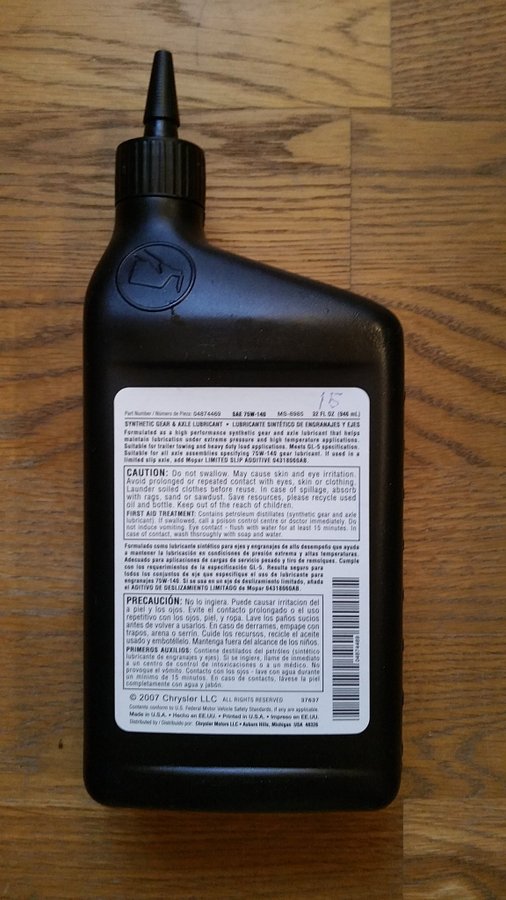 15
Part Number / Número de Pieza: 04874469 SAE 75W-140 MS-8985 32 FL OZ (946 mL)
SYNTHETIC GEAR & AXLE LUBRICANT • LUBRICANTE SINTÉTICO DE ENGRANAJES Y EJES
Formulated as a high performance synthetic gear and axle lubricant that helps
maintain lubrication under extreme pressure and high temperature applications.
Suitable for trailer towing and heavy duty load applications. Meets GL-5 specification.
Suitable for all axle assemblies specifying 75W-140 gear lubricant. If used in a
limited slip axle, add Mopar LIMITED SLIP ADDITIVE 04318060AB.
CAUTION: Do not swallow. May cause skin and eye irritation.
Avoid prolonged or repeated contact with eyes, skin or clothing.
Launder soiled clothes before reuse. In case of spillage, absorb
with rags, sand or sawdust. Save resources, please recycle used
oil and bottle. Keep out of the reach of children.
FIRST AID TREATMENT: Contains petroleum distillates (synthetic gear and axle
lubricant). If swallowed, call a poison control centre or doctor immediately. Do
not induce vomiting. Eye contact - flush with water for at least 15 minutes. In
case of contact, wash thoroughly with soap and water.
Formulado como lubricante sintético para ejes y engranajes de alto desempeño que ayuda
a mantener la lubricación en condiciones de presión extrema y altas temperaturas.
Adecuado para aplicaciones de cargas de servicio pesado y tiro de remolques. Cumple
con los requerimientos de la especificación GL-5. Resulta seguro para
todos los conjuntos de eje que especifique el uso de lubricante para
engranajes 75W-140. Si se usa en un eje de deslizamiento limitado, añada
el ADITIVO DE DESLIZAMIENTO LIMITADO de Mopar 04318060AB.
PRECAUCIÓN: No lo ingiera. Puede causar irritacion del
a piel y los ojos. Evite el contacto prolongado o el uso
repetitivo con los ojos, piel, y ropa. Lave los paños sucios
antes de volver a usarlos. En caso de derrames, empape con
trapos, arena o serrín. Cuide los recursos, recicle el aceite
usado y embotéllelo. Mantenga fuera del alcance de los niños.
PRIMEROS AUXILIOS: Contiene destilados del petróleo (sintético
lubricante de engranajes y ejes). Si se ingiere, llame de inmediato
a un centro de control de intoxicaciones o a un médico. No
provoque el vómito. Contacto con los ojos - lave con agua durante
un mínimo de 15 minutos. En caso de contacto, lávese la piel
completamente con agua y jabón.
04874469
© 2007 Chrysler LLC ALL RIGHTS RESERVED 37637
Contents conform to U.S. Federal Motor Vehicle Safety Standards, if any are applicable.
Made in U.S.A. • Hecho en EE.UU. • Printed in U.S.A. • Impreso en EE.UU.
Distributed by / Distribuido por: Chrysler Motors LLC • Auburn Hills, Michigan USA 48326